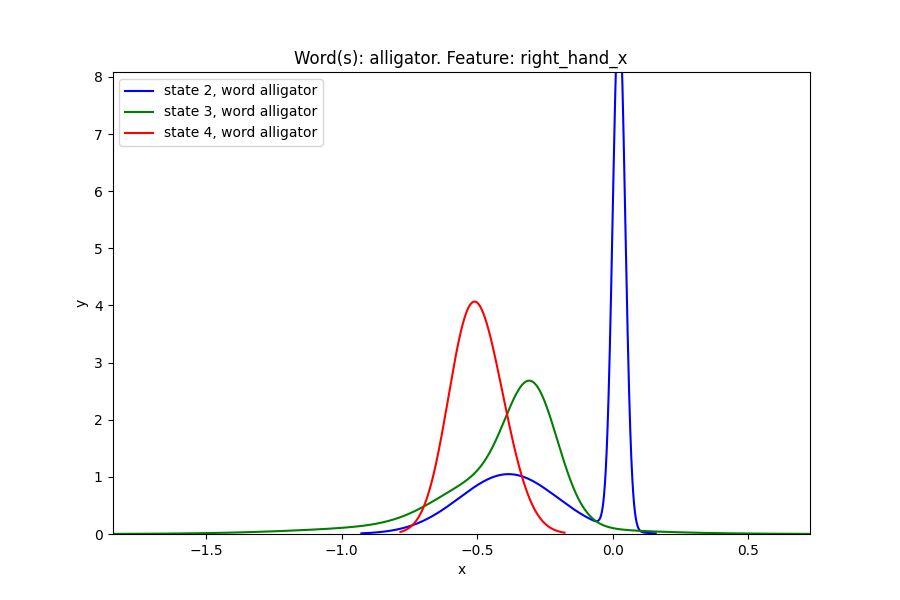 Word(s): alligator. Feature: right_hand_x
state 2, word alligator
state 3, word alligator
state 4, word alligator
8
7
6
5
4
3
2
1
0
y
−1.5 −1.0 −0.5 0.0 0.5
x